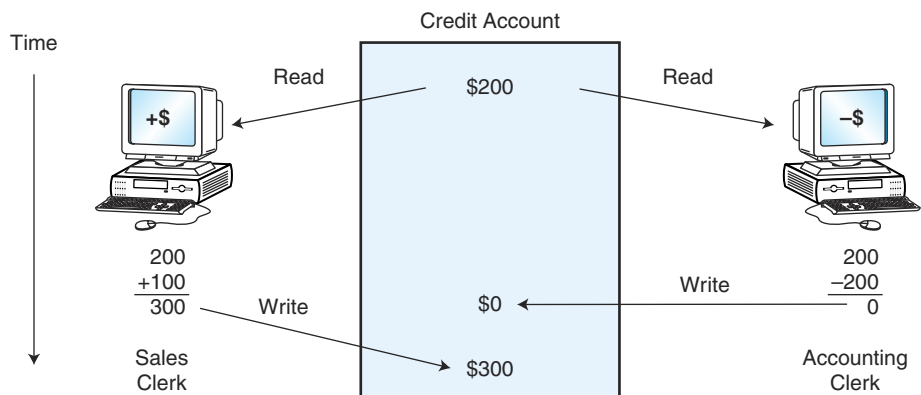 Credit Account
Time
Read
$200
Read
+$
–$
200
+100
300
Write
$0
Write
200
–200
0
$300
Sales
Clerk
Accounting
Clerk